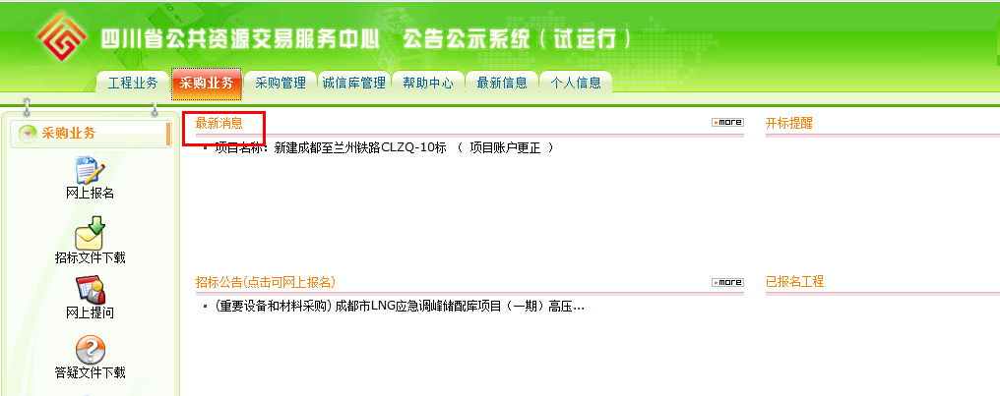 四川省公共资源交易服务中心 公告公示系统（试运行）
工程业务 采购业务 采购管理 诚信库管理 帮助中心 最新信息 个人信息
采购业务
网上报名
招标文件下载
网上提问
答疑文件下载
最新消息
more
项目名称：新建成都至兰州铁路CLZQ-10标 （ 项目账户更正 ）
开标提醒
招标公告(点击可网上报名)
more
(重要设备和材料采购) 成都市LNG应急调峰储配库项目（一期）高压...
已报名工程